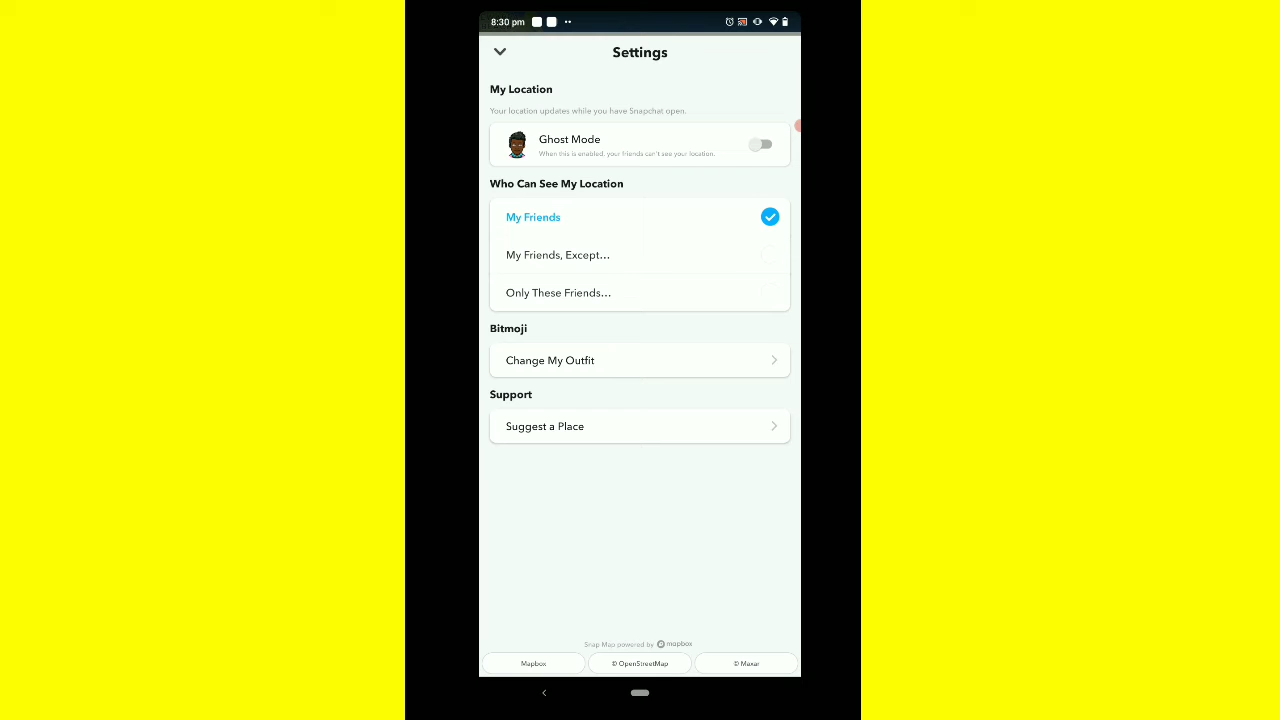 8:30 pm
Settings
My Location
Your location updates while you have Snapchat open.
Ghost Mode
When this is enabled, your friends can't see your location.
Who Can See My Location
My Friends
My Friends, Except...
Only These Friends...
Bitmoji
Change My Outfit
Support
Suggest a Place
Snap Map powered by mapbox
Mapbox
© OpenStreetMap
© Maxar